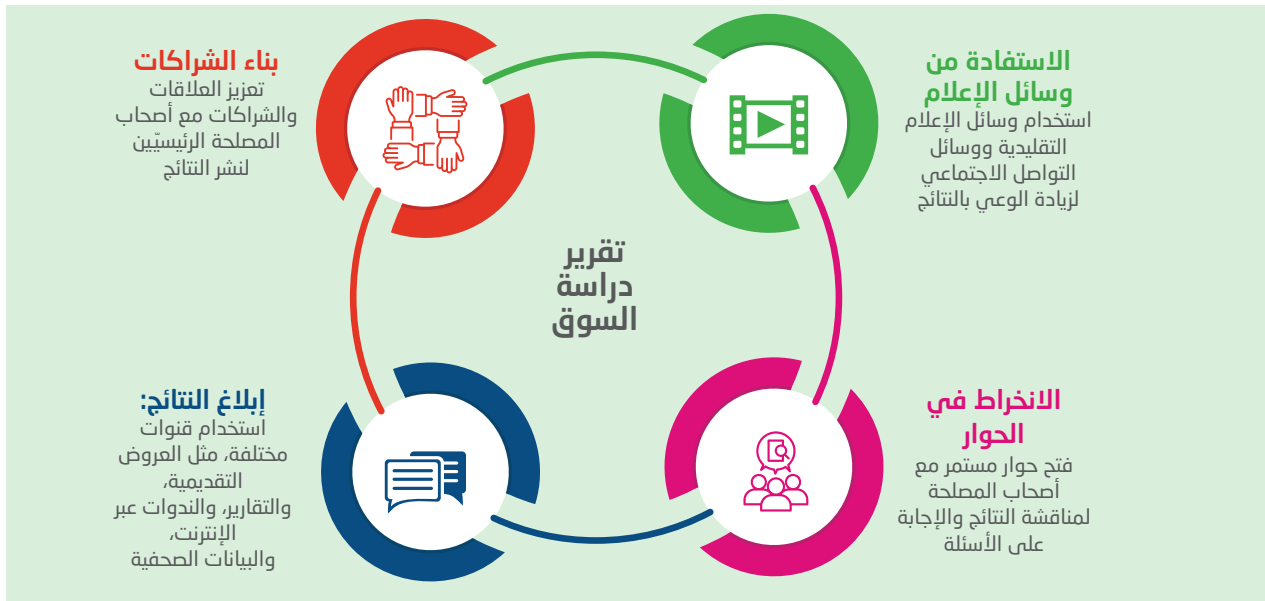 الاستفادة من
وسائل الإعلام
استخدام وسائل الإعلام
التقليدية ووسائل
التواصل الاجتماعي
لزيادة الوعي بالنتائج
بناء الشراكات
تعزيز العلاقات
والشراكات مع أصحاب
المصلحة الرئيسيّين
لنشر النتائج
تقرير
دراسة
السوق
الانخراط في
الحوار
فتح حوار مستمر مع
أصحاب المصلحة
لمناقشة النتائج والإجابة
على الأسئلة
إبلاغ النتائج:
استخدام قنوات
مختلفة، مثل العروض
التقديمية،
والتقارير، والندوات عبر
الإنترنت،
والبيانات الصحفية